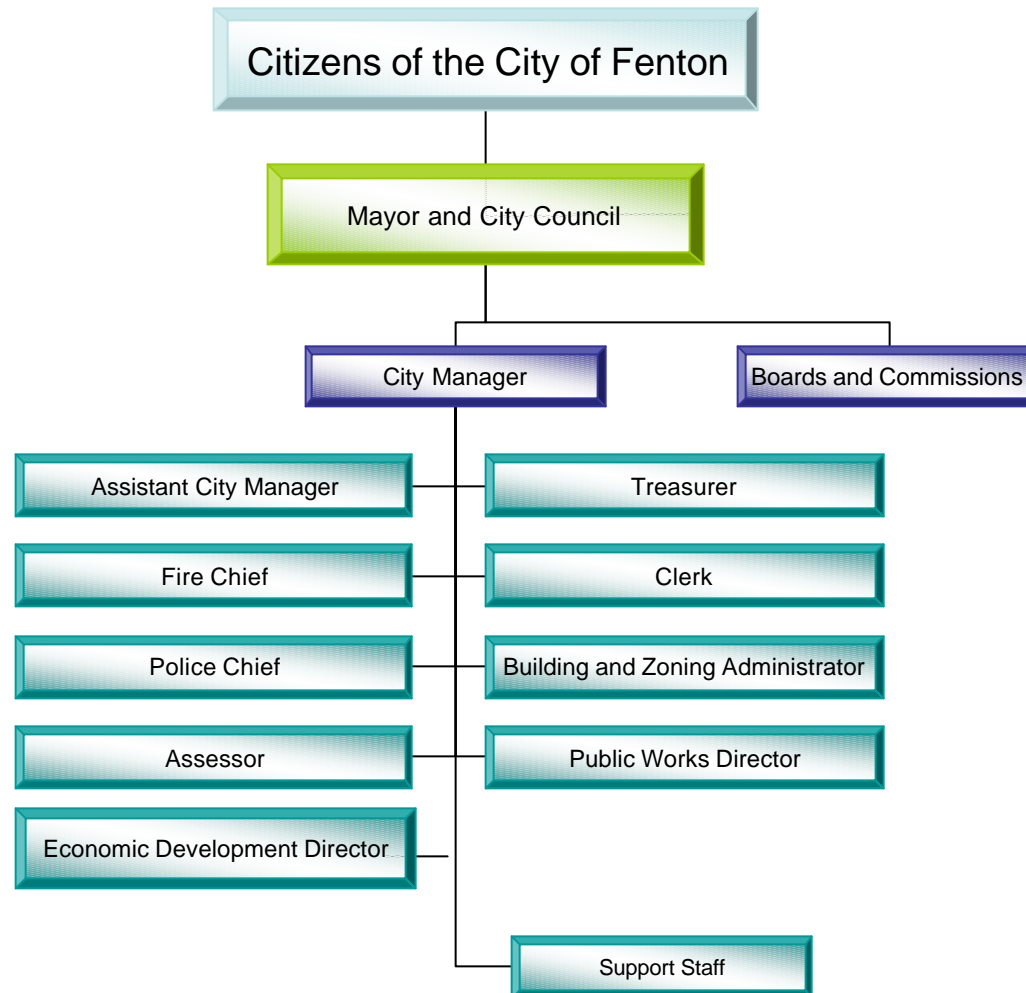 Citizens of the City of Fenton
Mayor and City Council
City Manager
Boards and Commissions
Assistant City Manager
Treasurer
Fire Chief
Clerk
Police Chief
Building and Zoning Administrator
Assessor
Public Works Director
Economic Development Director
Support Staff